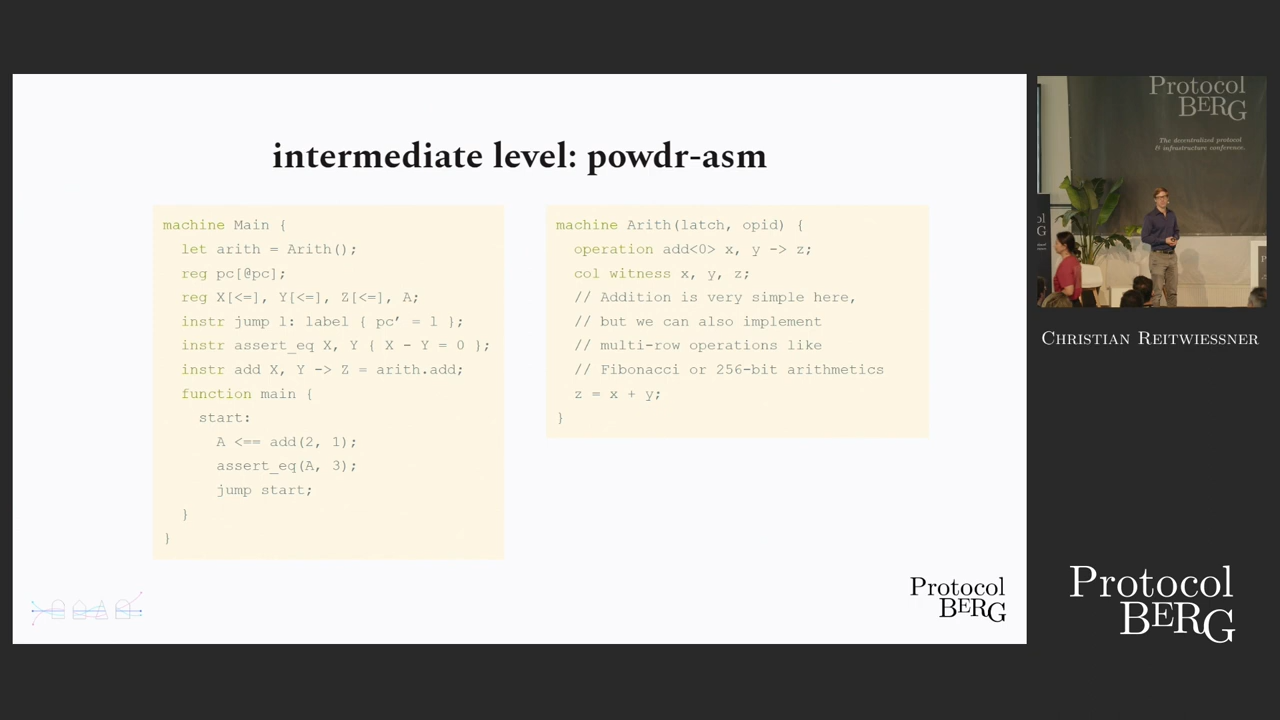 intermediate level: powdr-asm
machine Main {
let arith = Arith();
reg pc[@pc];
reg X[<=], Y[<=], Z[<=], A;
instr jump l: label { pc’ = l };
instr assert_eq X, Y { X - Y = 0 };
instr add X, Y -> Z = arith.add;
function main {
start:
A <== add(2, 1);
assert_eq(A, 3);
jump start;
}
}
machine Arith(latch, opid) {
operation add<0> x, y -> z;
col witness x, y, z;
// Addition is very simple here,
// but we can also implement
// multi-row operations like
// Fibonacci or 256-bit arithmetics
z = x + y;
}
Protocol
BERG
Protocol
BERG
The decentralized protocol
& infrastructure conference.
Christian Reitwiessner
Protocol
BERG